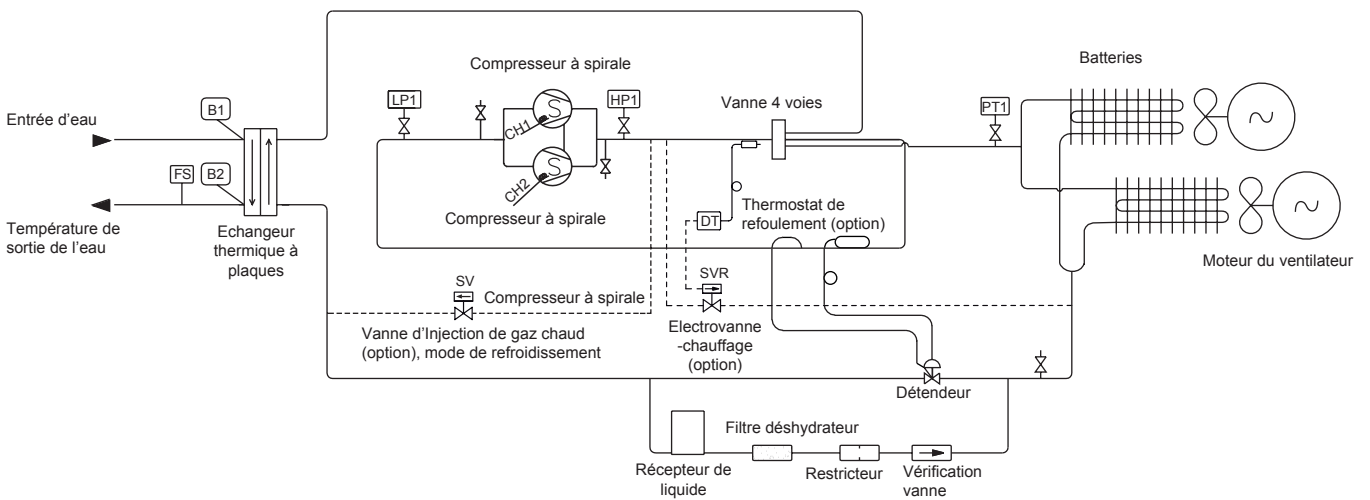 Compresseur à spirale
Batteries
LP1
HP1
Vanne 4 voies
PT1
B1
Entrée d'eau
CH1
S
S
CH2
FS
B2
Température de
sortie de l'eau
Echangeur
thermique à
plaques
Compresseur à spirale
DT
Thermostat de
refoulement (option)
Moteur du ventilateur
SV
Compresseur à spirale
SVR
Vanne d'Injection de gaz chaud
(option), mode de refroidissement
Electrovanne
-chauffage
(option)
Détendeur
Filtre déshydrateur
Récepteur de
liquide
Restricteur
Vérification
vanne